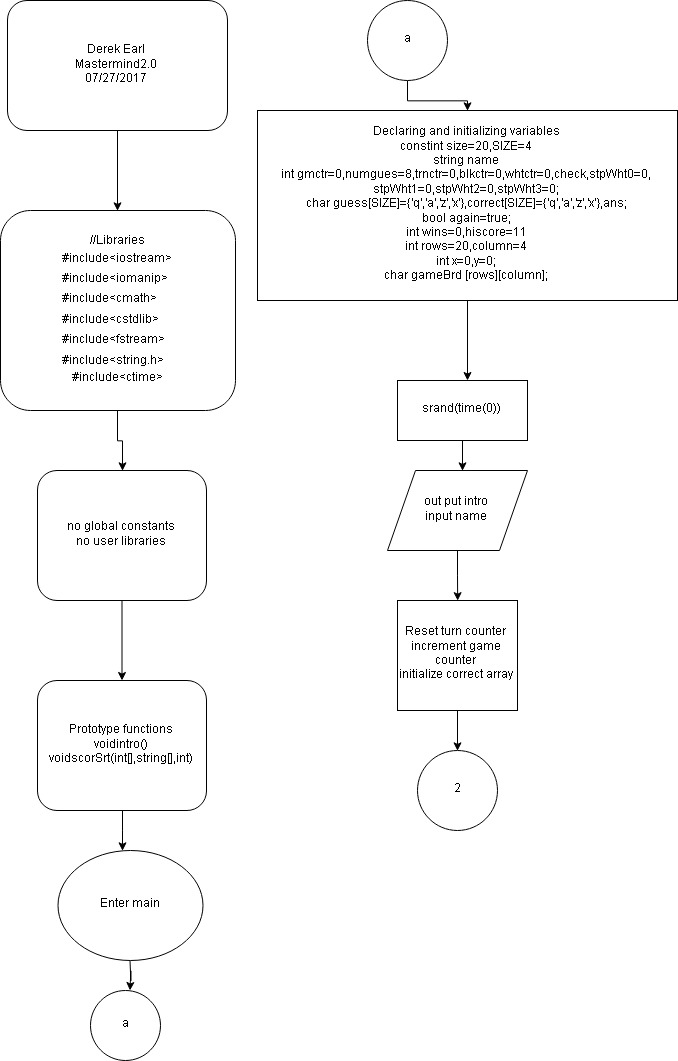 Derek Earl
Mastermind2.0
07/27/2017
//Libraries
#include<iostream>
#include<iomanip>
#include<cmath>
#include<cstdlib>
#include<fstream>
#include<string.h>
#include<ctime>
no global constants
no user libraries
Prototype functions
voidintro()
voidscorSrt(int[],string[],int)
Enter main
a
a
Declaring and initializing variables
constint size=20,SIZE=4
string name
int gmctr=0,numgues=8,trnctr=0,blkctr=0,whtctr=0,check,stpWht0=0,
stpWht1=0,stpWht2=0,stpWht3=0;
char guess[SIZE]={'q','a','z','x'},correct[SIZE]={'q','a','z','x'},ans;
bool again=true;
int wins=0,hiscore=11
int rows=20,column=4
int x=0,y=0;
char gameBrd [rows][column];
srand(time(0))
out put intro
input name
Reset turn counter
increment game
counter
initialize correct array
2